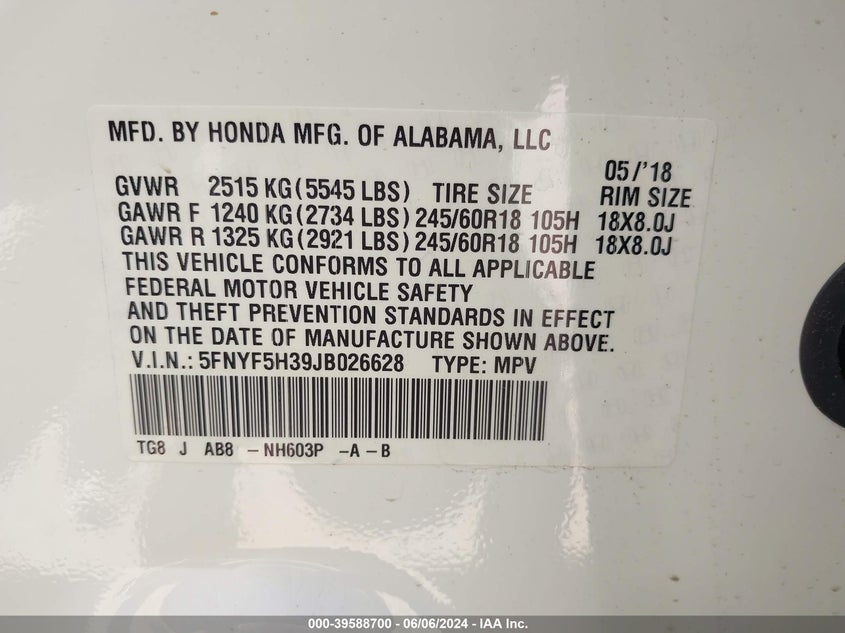 MFD. BY HONDA MFG. OF ALABAMA, LLC
05/'18
GVWR 2515 KG(5545 LBS) TIRE SIZE RIM SIZE
GAWR F 1240 KG(2734 LBS) 245/60R18 105H 18X8.0J
GAWR R 1325 KG(2921 LBS) 245/60R18 105H 18X8.0J
THIS VEHICLE CONFORMS TO ALL APPLICABLE
FEDERAL MOTOR VEHICLE SAFETY
AND THEFT PREVENTION STANDARDS IN EFFECT
ON THE DATE OF MANUFACTURE SHOWN ABOVE.
V.I.N.: 5FNYF5H39JB026628 TYPE: MPV
TG8 J AB8 - NH603P -A - B
000-39588700 - 06/06/2024 - IAA Inc.